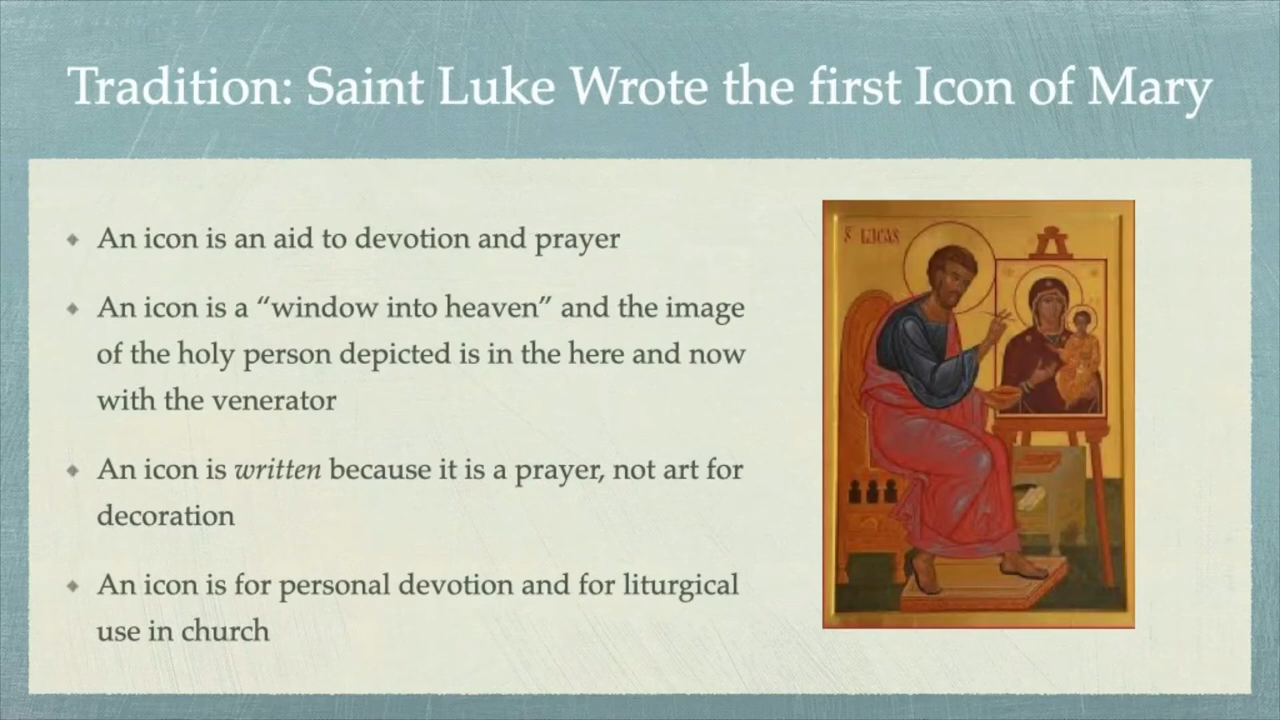 Tradition: Saint Luke Wrote the first Icon of Mary
An icon is an aid to devotion and prayer
An icon is a “window into heaven” and the image
of the holy person depicted is in the here and now
with the venerator
An icon is written because it is a prayer, not art for
decoration
An icon is for personal devotion and for liturgical
use in church